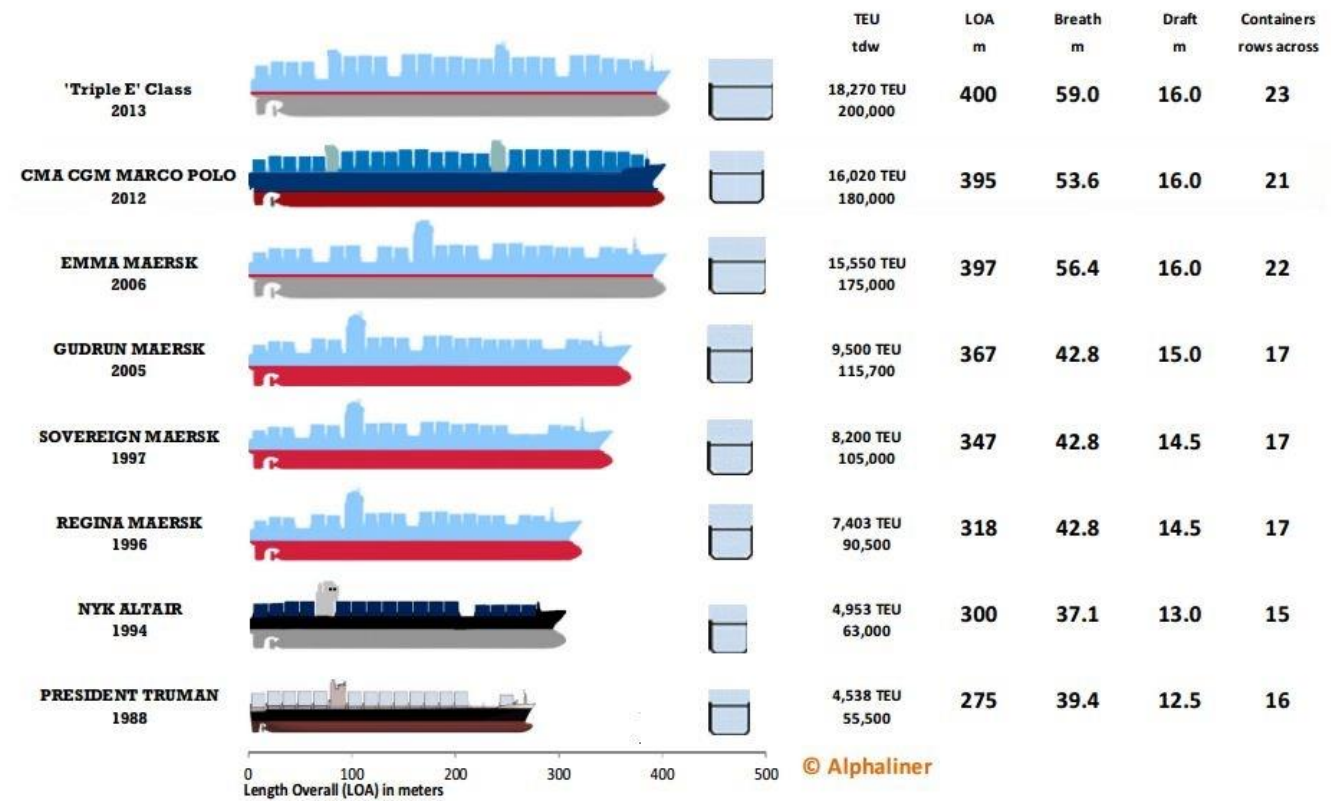 TEU LOA Breath Draft Containers
tdw m m m rows across
'Triple E' Class 18,270 TEU 400 59.0 16.0 23
2013 200,000
CMA CGM MARCO POLO 16,020 TEU 395 53.6 16.0 21
2012 180,000
EMMA MAERSK 15,550 TEU 397 56.4 16.0 22
2006 175,000
GUDRUN MAERSK 9,500 TEU 367 42.8 15.0 17
2005 115,700
SOVEREIGN MAERSK 8,200 TEU 347 42.8 14.5 17
1997 105,000
REGINA MAERSK 7,403 TEU 318 42.8 14.5 17
1996 90,500
NYK ALTAIR 4,953 TEU 300 37.1 13.0 15
1994 63,000
PRESIDENT TRUMAN 4,538 TEU 275 39.4 12.5 16
1988 55,500
0 100 200 300 400 500 © Alphaliner
Length Overall (LOA) in meters